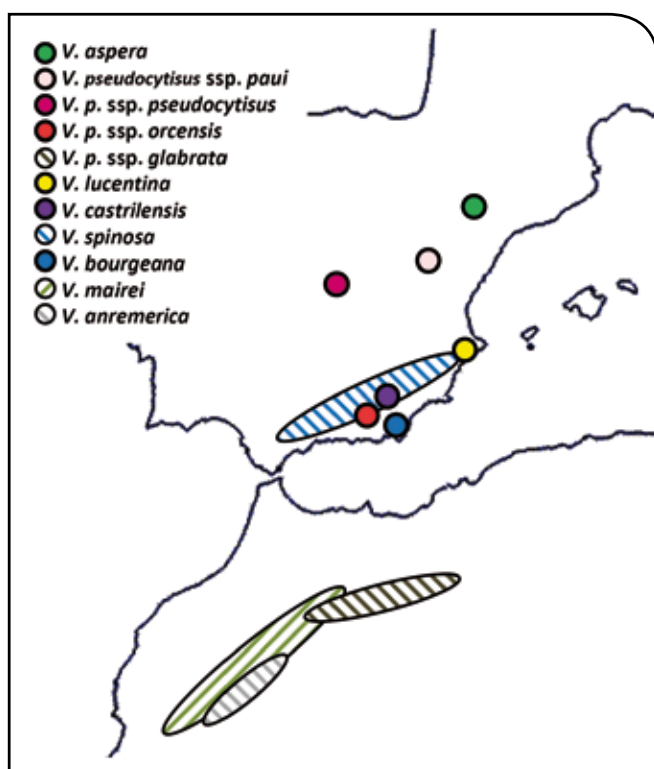 V. aspera
V. pseudocytisus ssp. paui
V. p. ssp. pseudocytisus
V. p. ssp. orcensis
V. p. ssp. glabrata
V. lucentina
V. castrilensis
V. spinosa
V. bourgeana
V. mairei
V. anremerica